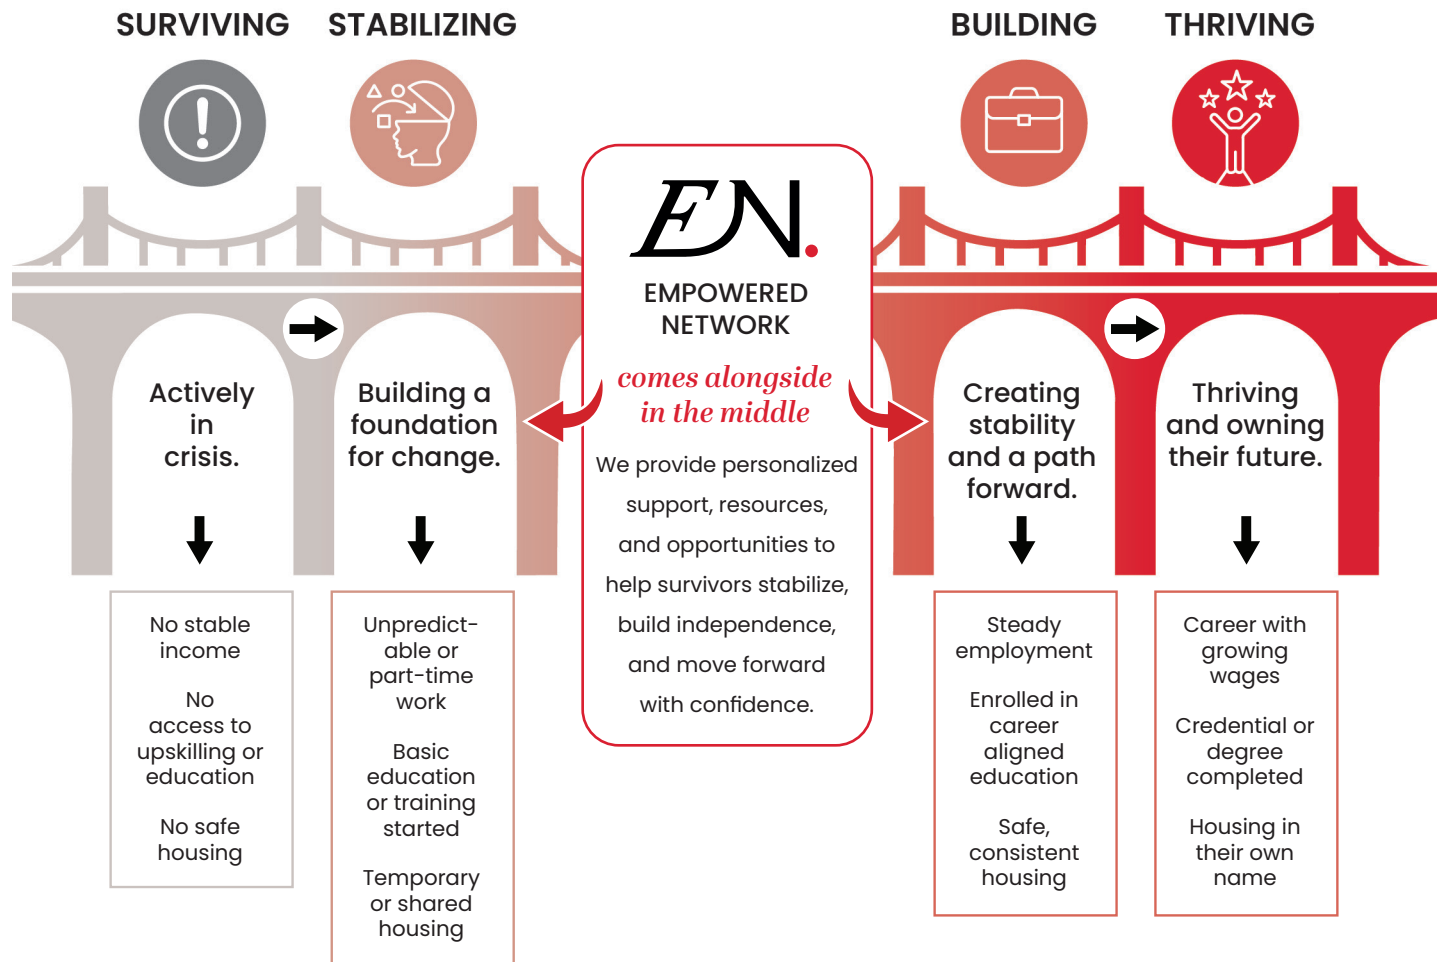 SURVIVING
STABILIZING
BUILDING
THRIVING
EN.
EMPOWERED
NETWORK
comes alongside
in the middle
We provide personalized
support, resources,
and opportunities to
help survivors stabilize,
build independence,
and move forward
with confidence.
Actively
in
crisis.
No stable
income
No
access to
upskilling or
education
No safe
housing
Building a
foundation
for change.
Unpredict-
able or
part-time
work
Basic
education
or training
started
Temporary
or shared
housing
Creating
stability
and a path
forward.
Steady
employment
Enrolled in
career
aligned
education
Safe,
consistent
housing
Thriving
and owning
their future.
Career with
growing
wages
Credential or
degree
completed
Housing in
their own
name